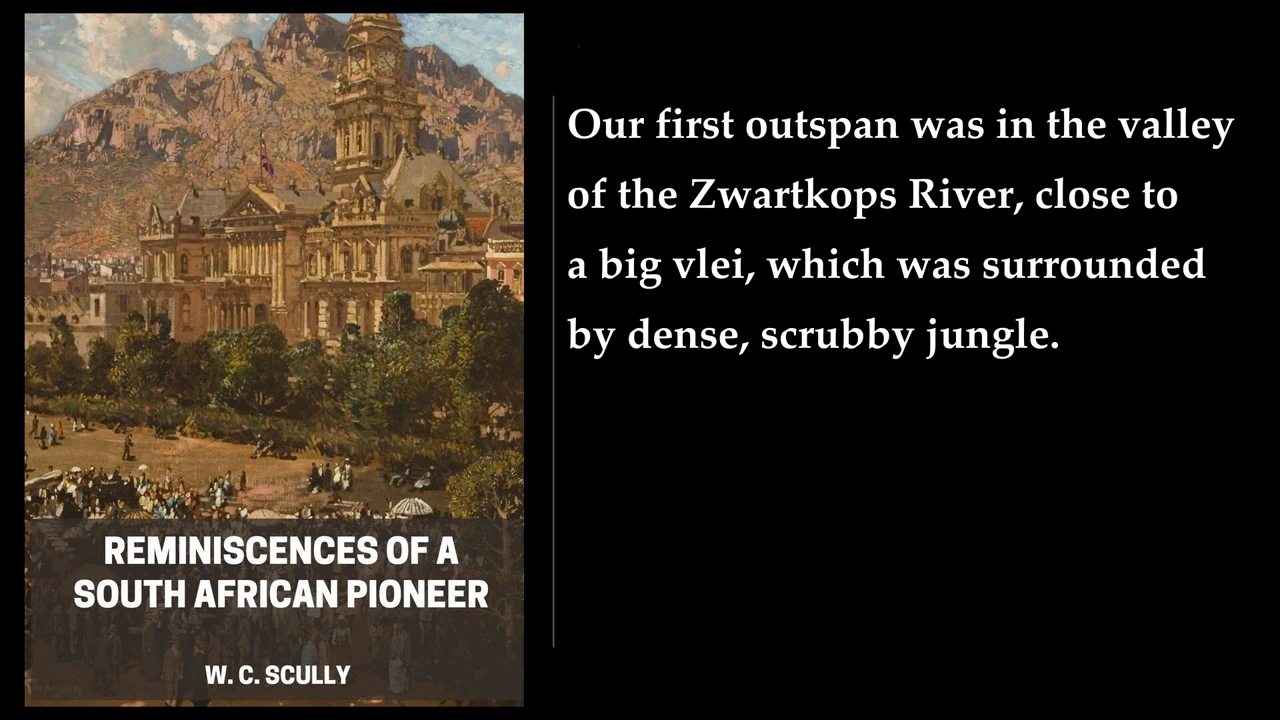 Our first outspan was in the valley
of the Zwartkops River, close to
a big vlei, which was surrounded
by dense, scrubby jungle.
REMINISCENCES OF A
SOUTH AFRICAN PIONEER
W. C. SCULLY